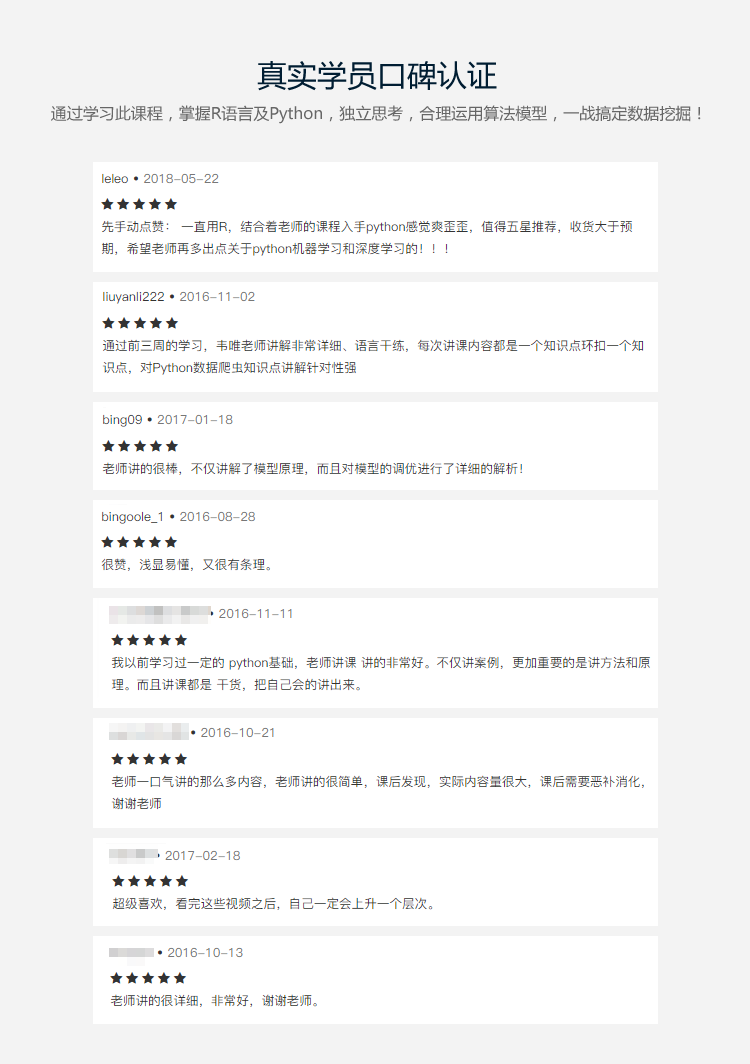 真实学员口碑认证
通过学习此课程，掌握R语言及Python，独立思考，合理运用算法模型，一战搞定数据挖掘！
leleo • 2018-05-22
★★★★★
先手动点赞： 一直用R，结合着老师的课程入手python感觉爽歪歪，值得五星推荐，收货大于预
期，希望老师再多出点关于python机器学习和深度学习的！！！
liuyanli222 • 2016-11-02
★★★★★
通过前三周的学习，韦唯老师讲解非常详细、语言干练，每次讲课内容都是一个知识点环扣一个知
识点，对Python数据爬虫知识点讲解针对性强
bing09 • 2017-01-18
★★★★★
老师讲的很棒，不仅讲解了模型原理，而且对模型的调优进行了详细的解析！
bingoole_1 • 2016-08-28
★★★★★
很赞，浅显易懂，又很有条理。
• 2016-11-11
★★★★★
我以前学习过一定的 python基础，老师讲课 讲的非常好。不仅讲案例，更加重要的是讲方法和原
理。而且讲课都是 干货，把自己会的讲出来。
• 2016-10-21
★★★★★
老师一口气讲的那么多内容，老师讲的很简单，课后发现，实际内容量很大，课后需要恶补消化，
谢谢老师
• 2017-02-18
★★★★★
超级喜欢，看完这些视频之后，自己一定会上升一个层次。
• 2016-10-13
★★★★★
老师讲的很详细，非常好，谢谢老师。